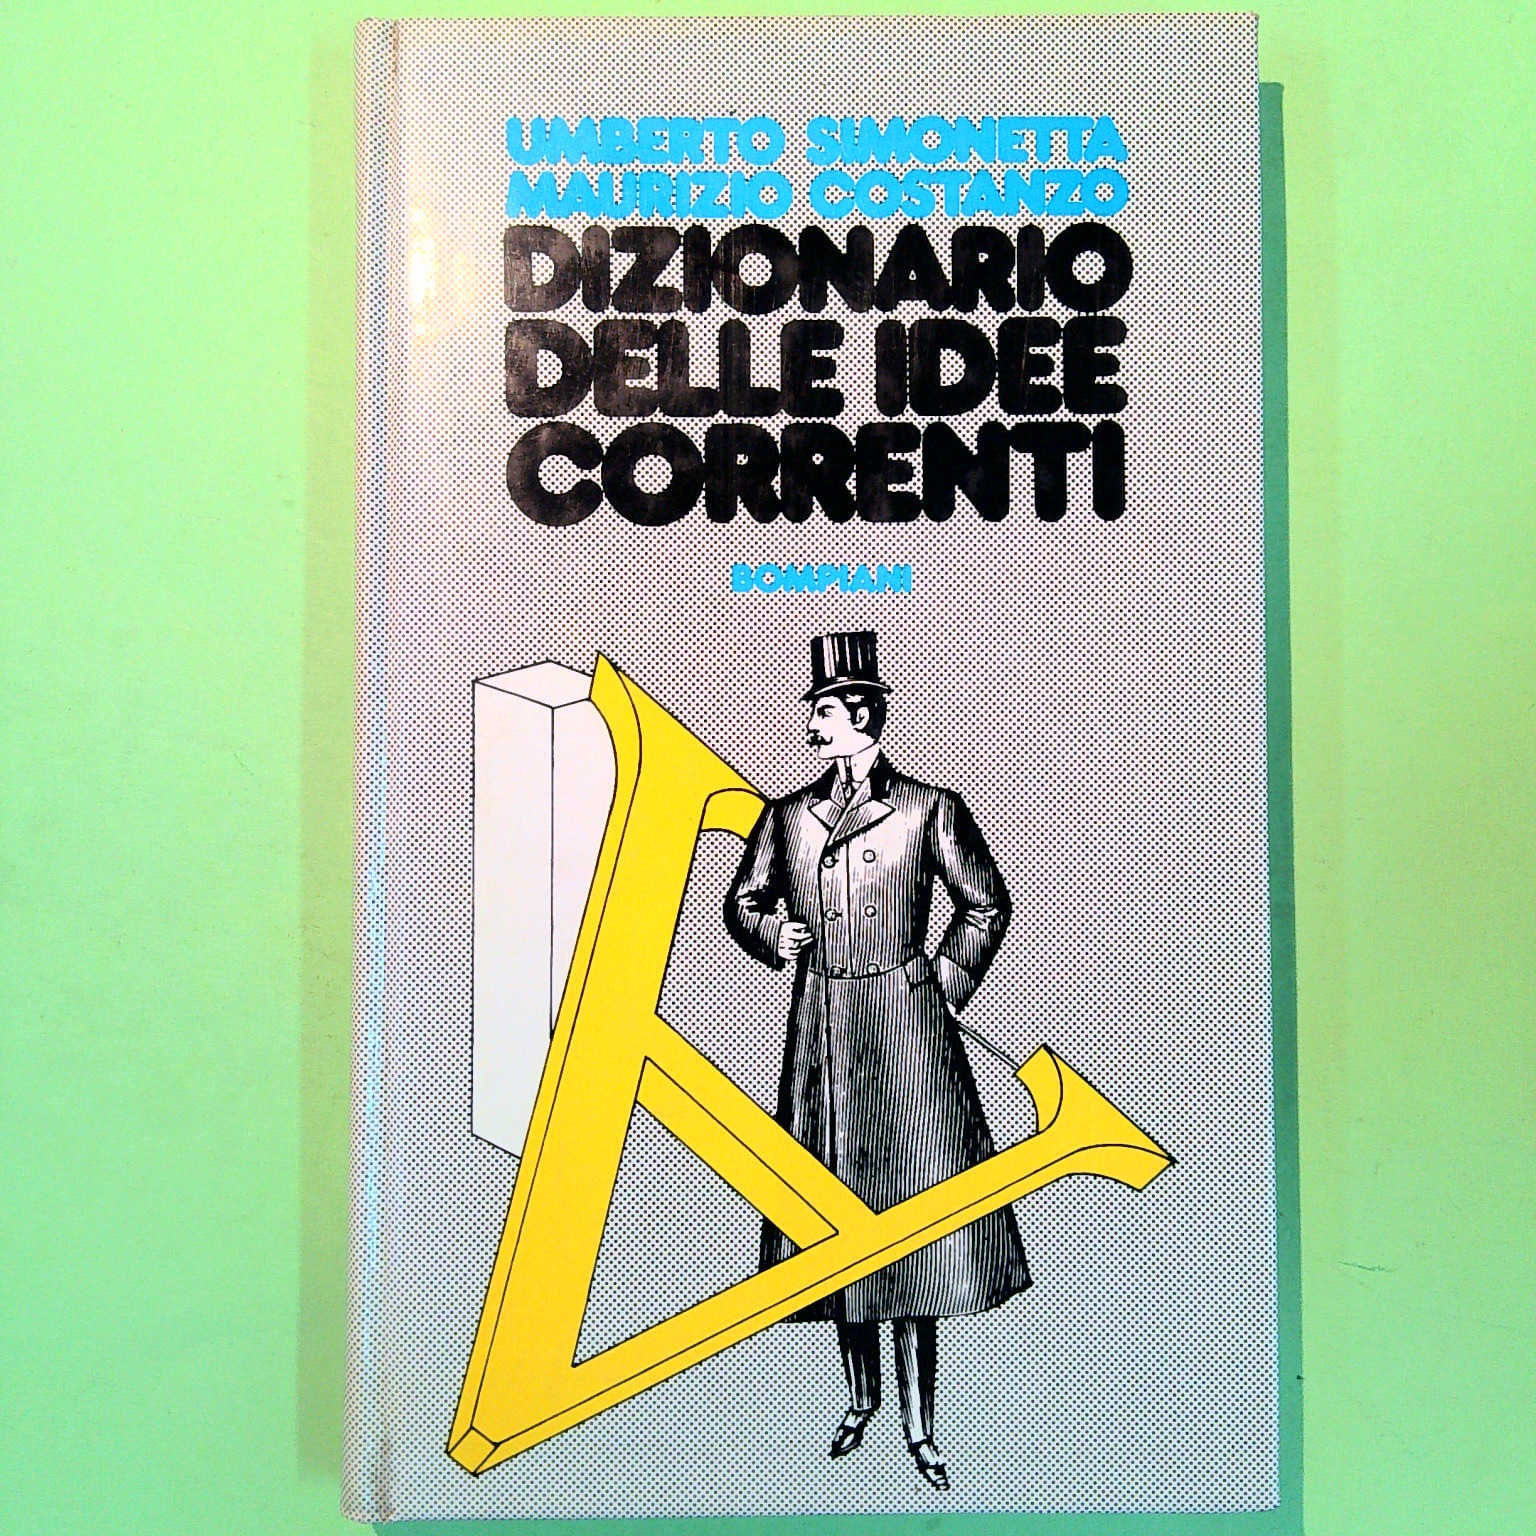 UMBERTO SIMONETTA
MAURIZIO COSTANZO
DIZIONARIO
DELLE IDEE
CORRENTI
BOMPIANI
A